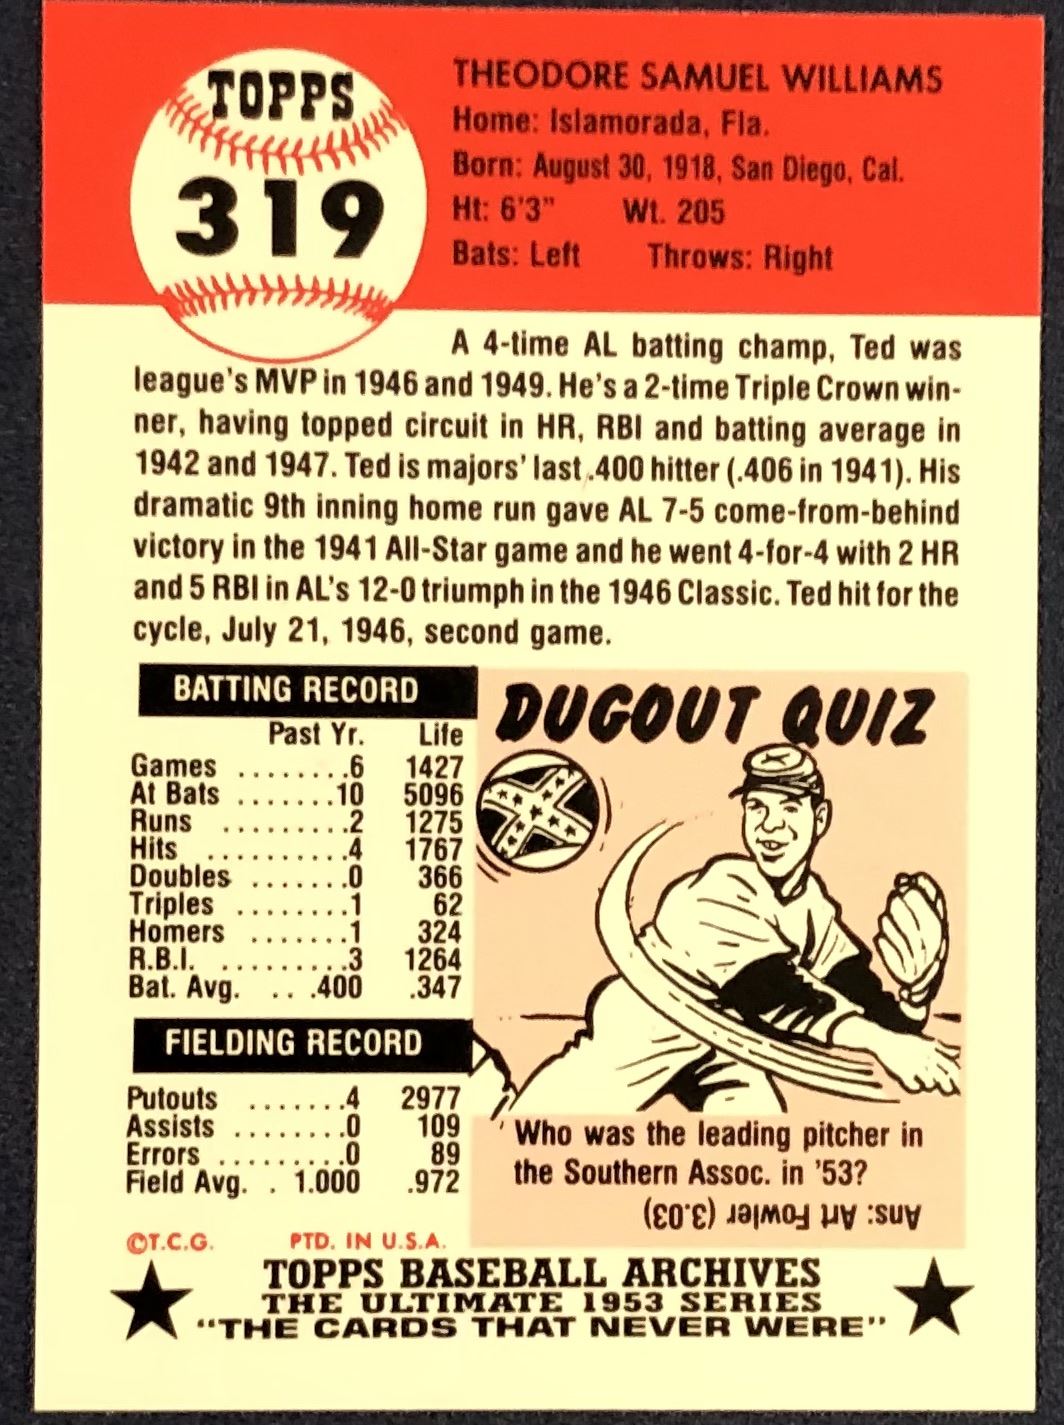 TOPPS
319
THEODORE SAMUEL WILLIAMS
Home: Islamorada, Fla.
Born: August 30, 1918, San Diego, Cal.
Ht: 6'3" Wt. 205
Bats: Left Throws: Right
A 4-time AL batting champ, Ted was
league's MVP in 1946 and 1949. He's a 2-time Triple Crown win-
ner, having topped circuit in HR, RBI and batting average in
1942 and 1947. Ted is majors' last .400 hitter (.406 in 1941). His
dramatic 9th inning home run gave AL 7-5 come-from-behind
victory in the 1941 All-Star game and he went 4-for-4 with 2 HR
and 5 RBI in AL's 12-0 triumph in the 1946 Classic. Ted hit for the
cycle, July 21, 1946, second game.
BATTING RECORD
Past Yr. Life
Games ........6 1427
At Bats .......10 5096
Runs .........2 1275
Hits ..........4 1767
Doubles .......0 366
Triples ........1 62
Homers .......1 324
R.B.I. .........3 1264
Bat. Avg. .. .400 .347
FIELDING RECORD
Putouts .......4 2977
Assists ........0 109
Errors .........0 89
Field Avg. . 1.000 .972
DUGOUT QUIZ
Who was the leading pitcher in
the Southern Assoc. in '53?
Ans: Art Fowler (3.03)
©T.C.G. PTD. IN U.S.A.
TOPPS BASEBALL ARCHIVES
THE ULTIMATE 1953 SERIES
"THE CARDS THAT NEVER WERE"